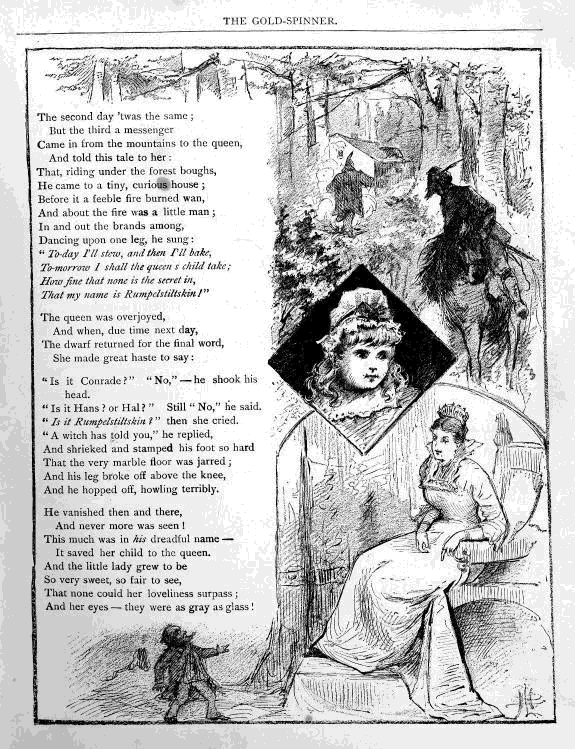 THE GOLD-SPINNER.
The second day 'twas the same;
But the third a messenger
Came in from the mountains to the queen,
And told this tale to her:
That, riding under the forest boughs,
He came to a tiny, curious house;
Before it a feeble fire burned wan,
And about the fire was a little man;
In and out the brands among,
Dancing upon one leg, he sung:
"To-day I'll stew, and then I'll bake,
To-morrow I shall the queen's child take;
How fine that none is the secret in,
That my name is Rumpelstiltskin!"
The queen was overjoyed,
And when, due time next day,
The dwarf returned for the final word,
She made great haste to say:
"Is it Conrade?" "No," — he shook his
head.
"Is it Hans? or Hal?" Still "No," he said.
"Is it Rumpelstiltskin?" then she cried.
"A witch has told you," he replied,
And shrieked and stamped his foot so hard
That the very marble floor was jarred;
And his leg broke off above the knee,
And he hopped off, howling terribly.
He vanished then and there,
And never more was seen!
This much was in his dreadful name —
It saved her child to the queen.
And the little lady grew to be
So very sweet, so fair to see,
That none could her loveliness surpass;
And her eyes — they were as gray as glass!